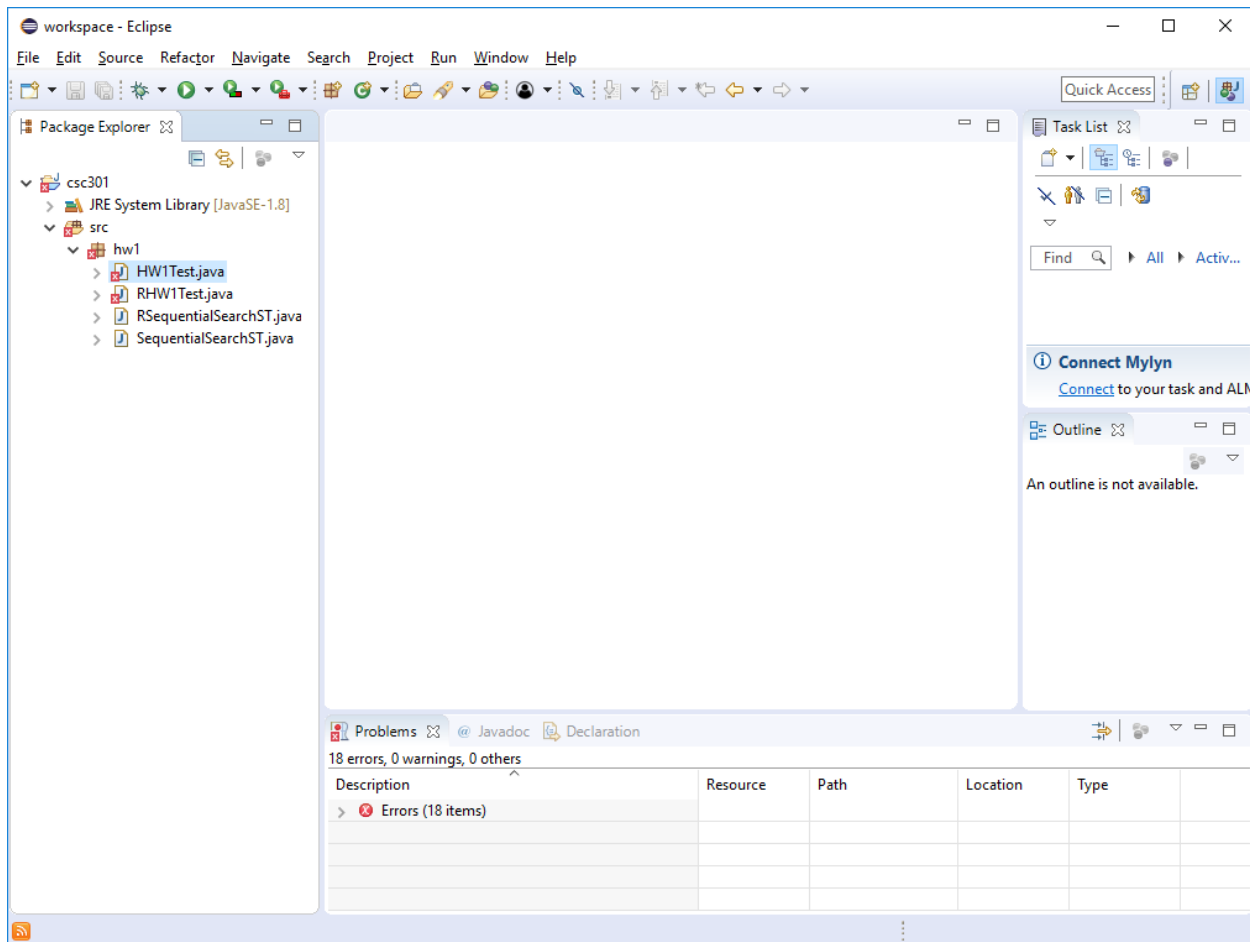 workspace - Eclipse
File Edit Source Refactor Navigate Search Project Run Window Help
Quick Access
Package Explorer
csc301
JRE System Library [JavaSE-1.8]
src
hw1
HW1Test.java
RHW1Test.java
RSequentialSearchST.java
SequentialSearchST.java
Task List
Find All Activ...
Connect Mylyn
Connect to your task and ALM
Outline
An outline is not available.
Problems @ Javadoc Declaration
18 errors, 0 warnings, 0 others
Description Resource Path Location Type
Errors (18 items)